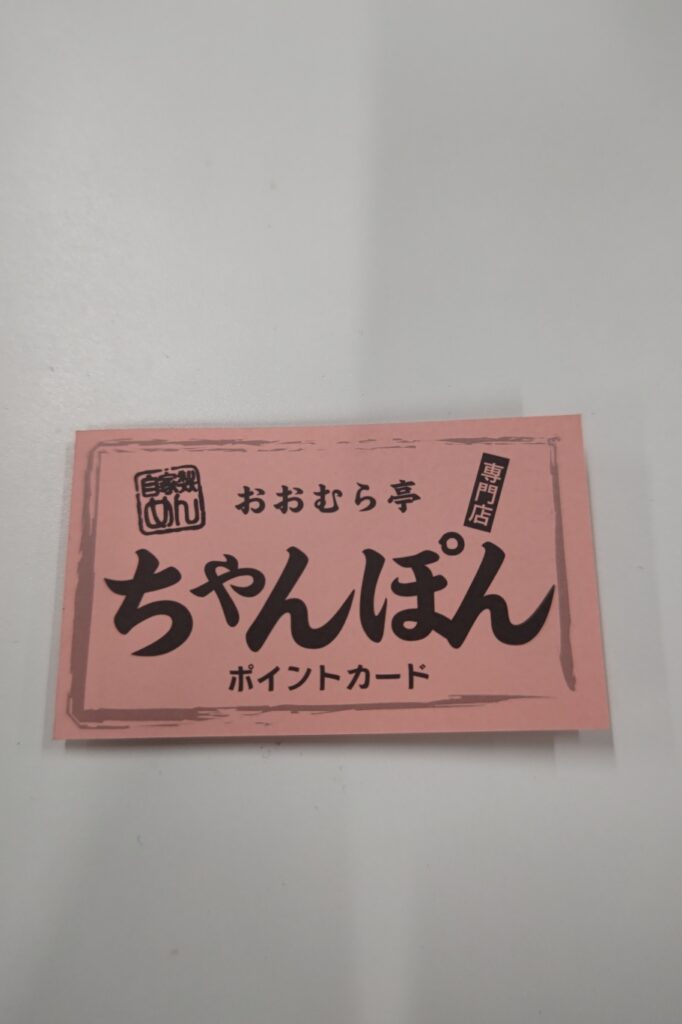 自家製
めん
おおむら亭
専門店
ちゃんぽん
ポイントカード